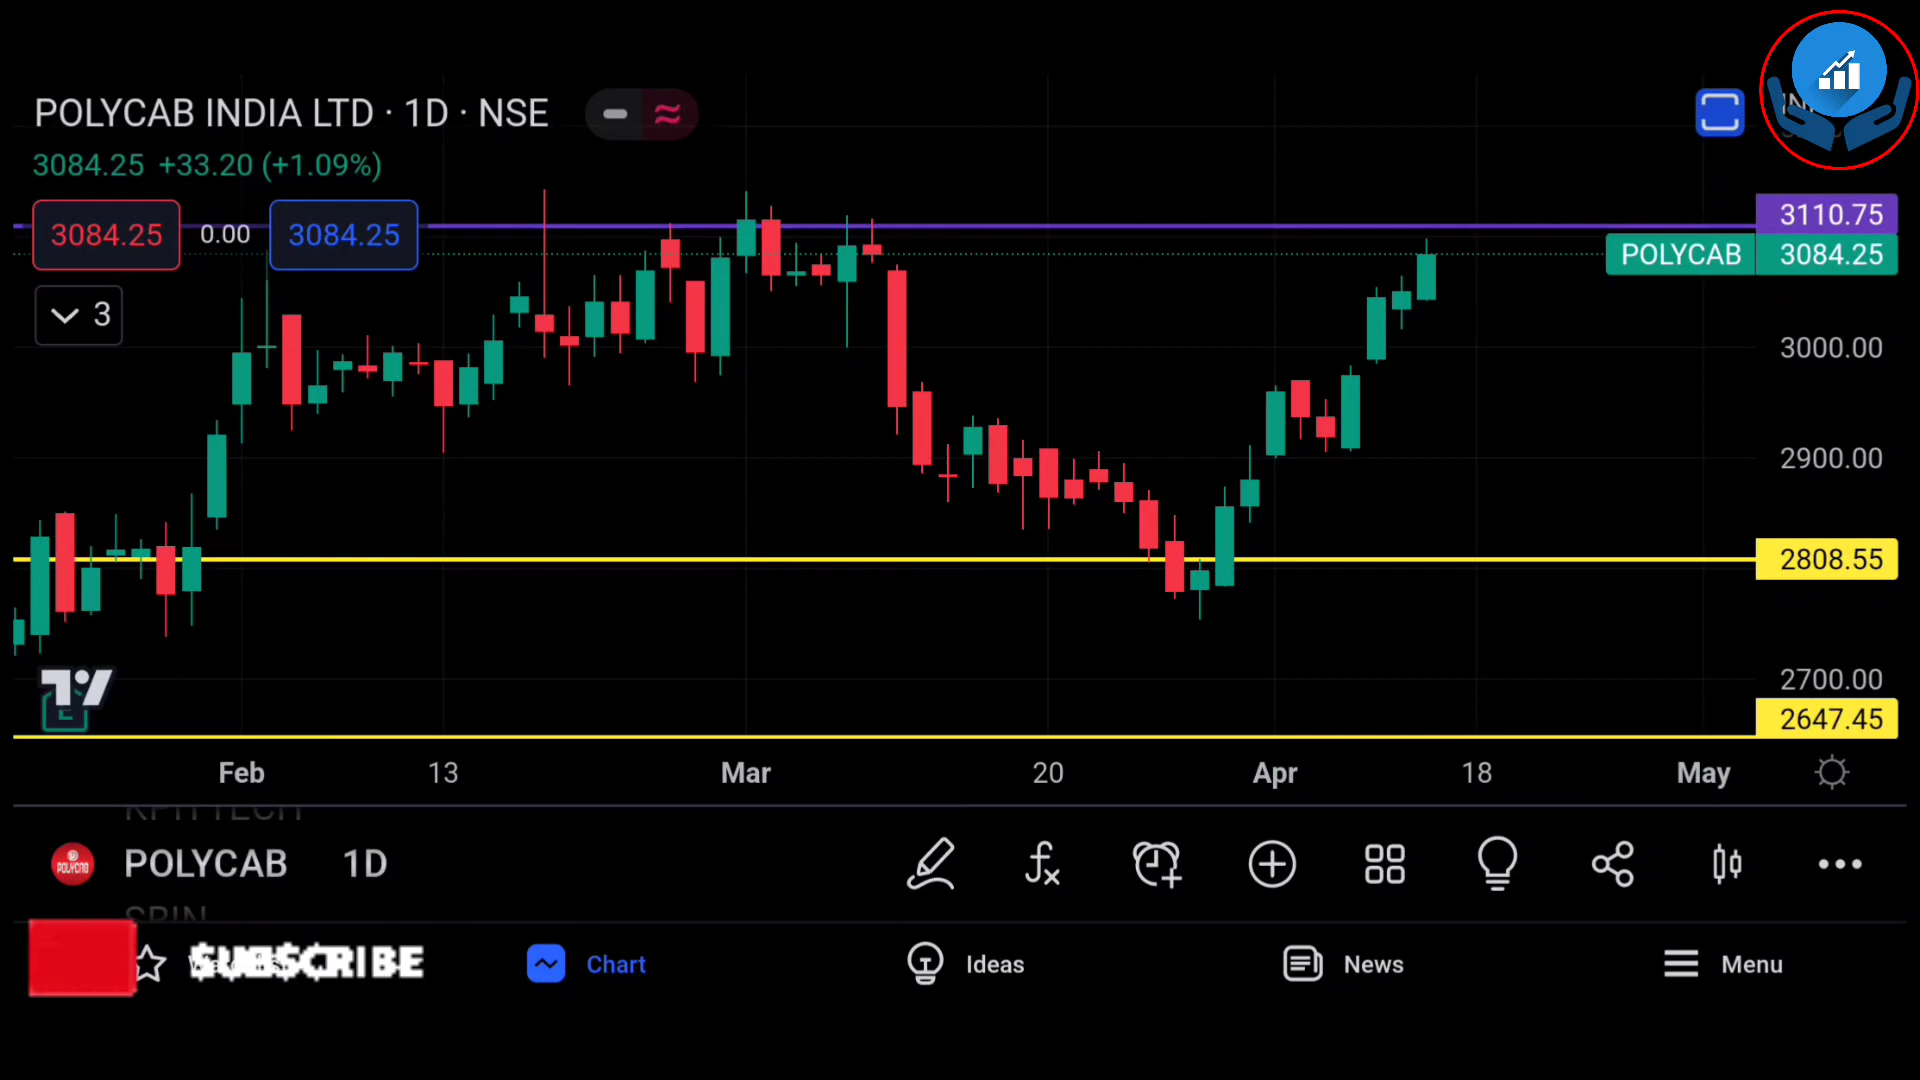 POLYCAB INDIA LTD · 1D · NSE
3084.25 +33.20 (+1.09%)
3084.25 0.00 3084.25
3
3110.75
POLYCAB 3084.25
3000.00
2900.00
2808.55
2700.00
2647.45
Feb 13 Mar 20 Apr 18 May
KPITTECH
POLYCAB 1D
SUBSCRIBE
Chart Ideas News Menu